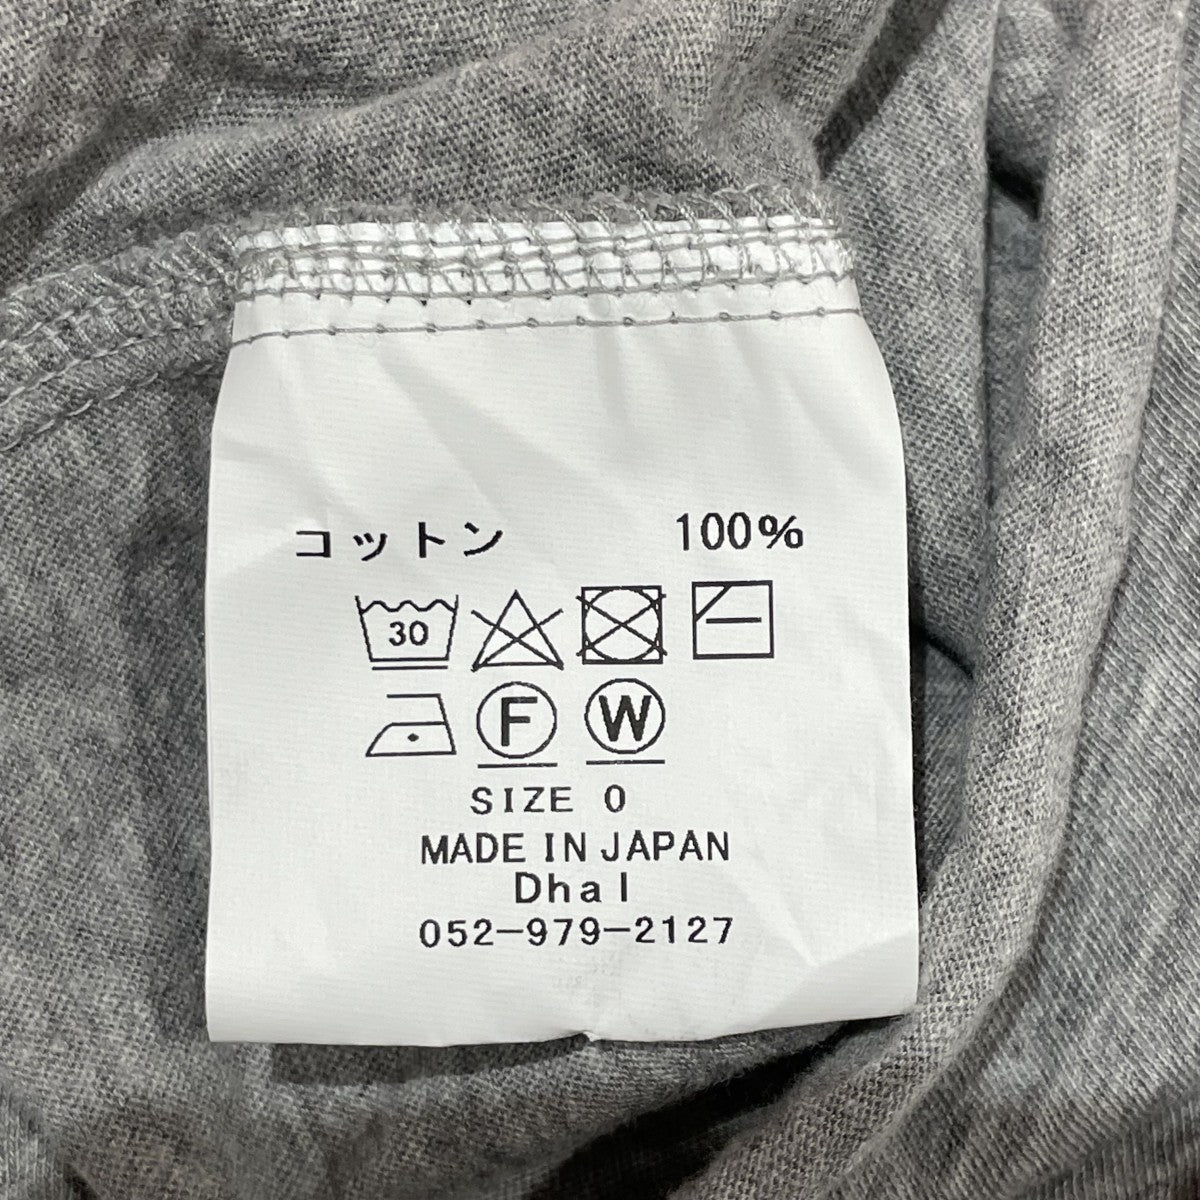 コットン 100%
30
F W
SIZE 0
MADE IN JAPAN
Dhal
052-979-2127